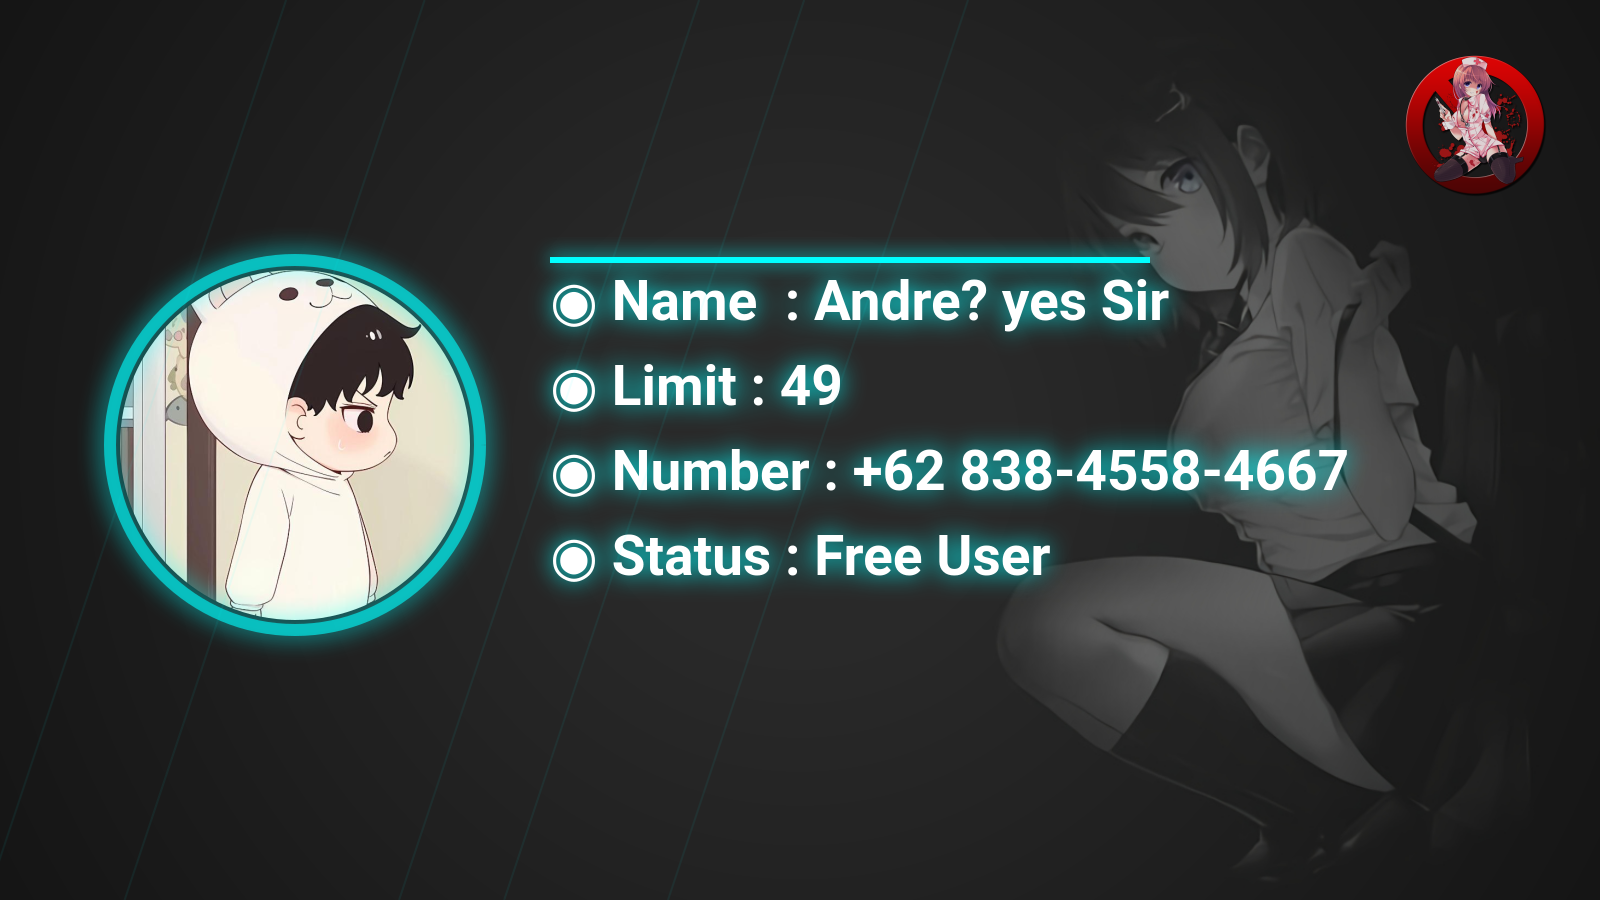 ◉ Name : Andre? yes Sir
◉ Limit : 49
◉ Number : +62 838-4558-4667
◉ Status : Free User